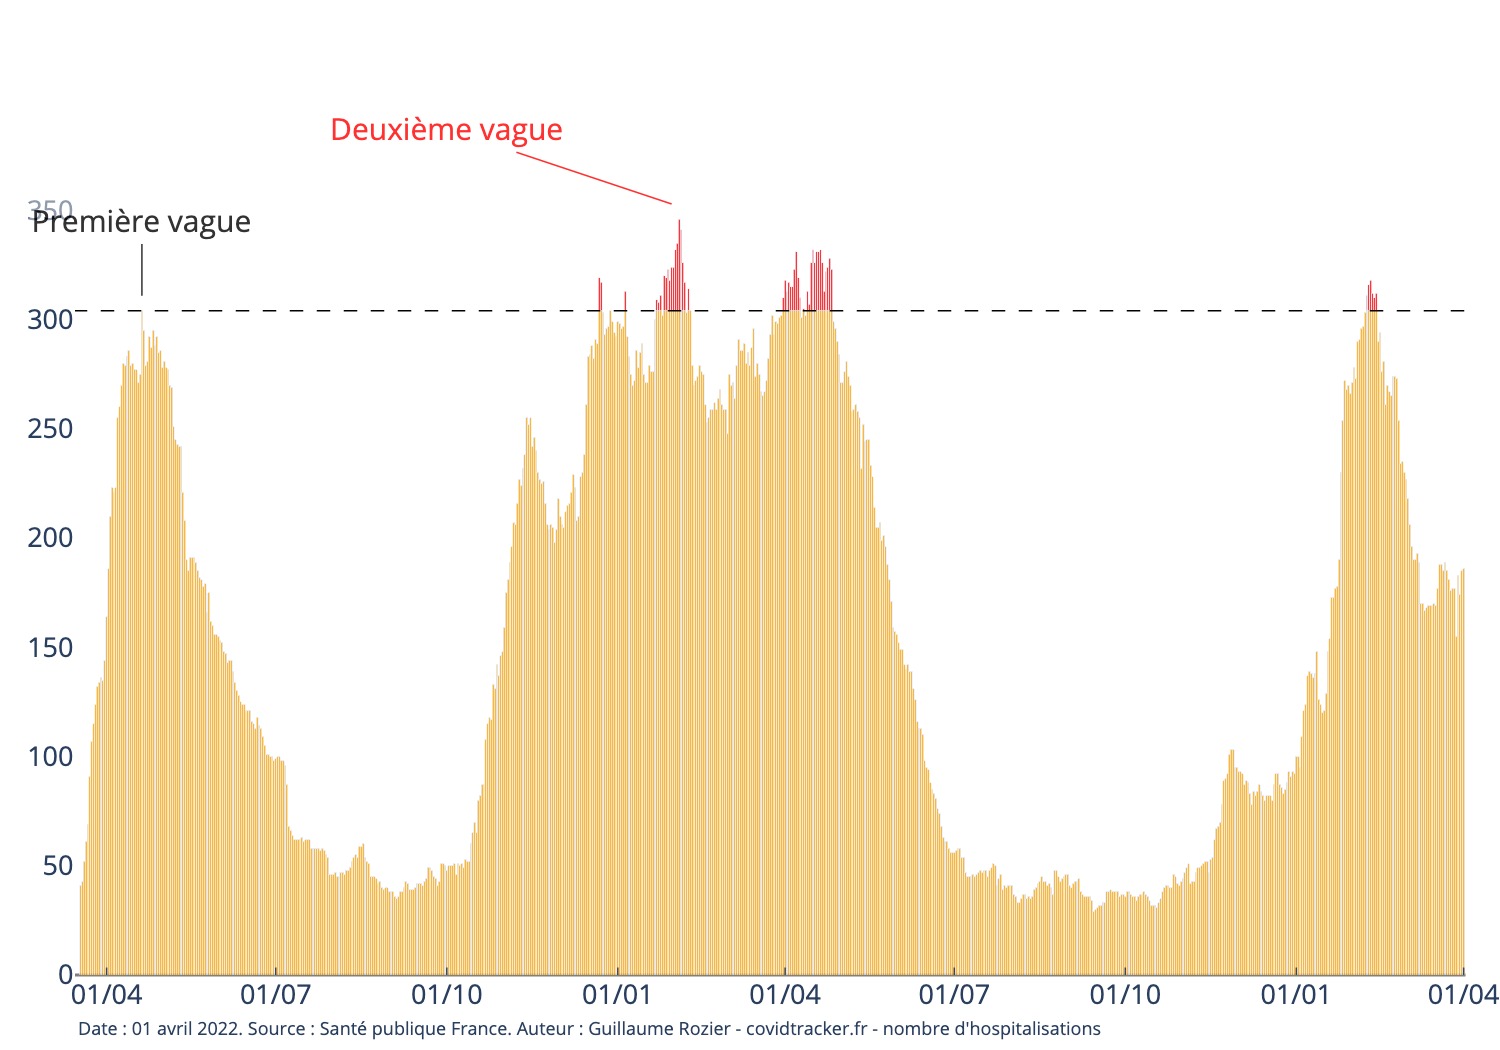 Deuxième vague
350
Première vague
300
250
200
150
100
50
0
01/04 01/07 01/10 01/01 01/04 01/07 01/10 01/01 01/04
Date : 01 avril 2022. Source : Santé publique France. Auteur : Guillaume Rozier - covidtracker.fr - nombre d'hospitalisations